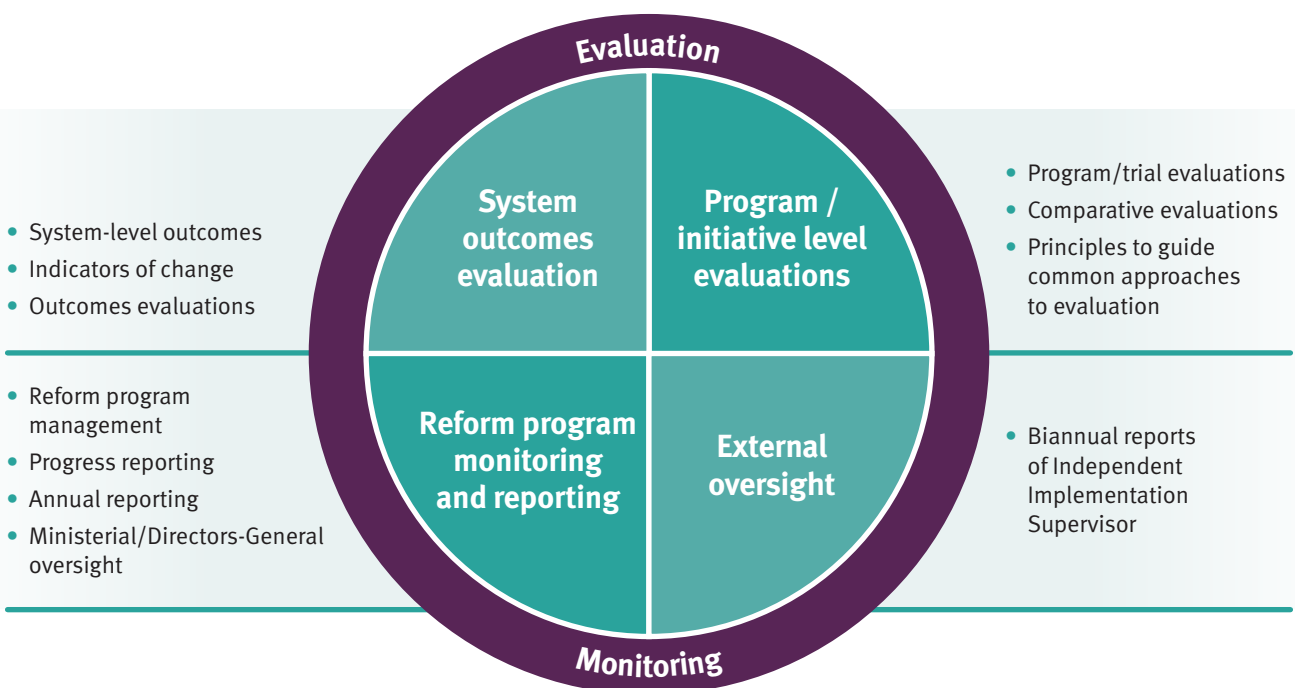 Evaluation
System
outcomes
evaluation
Program /
initiative level
evaluations
• System-level outcomes
• Indicators of change
• Outcomes evaluations
• Program/trial evaluations
• Comparative evaluations
• Principles to guide
common approaches
to evaluation
Reform program
monitoring
and reporting
External
oversight
• Reform program
management
• Progress reporting
• Annual reporting
• Ministerial/Directors-General
oversight
• Biannual reports
of Independent
Implementation
Supervisor
Monitoring